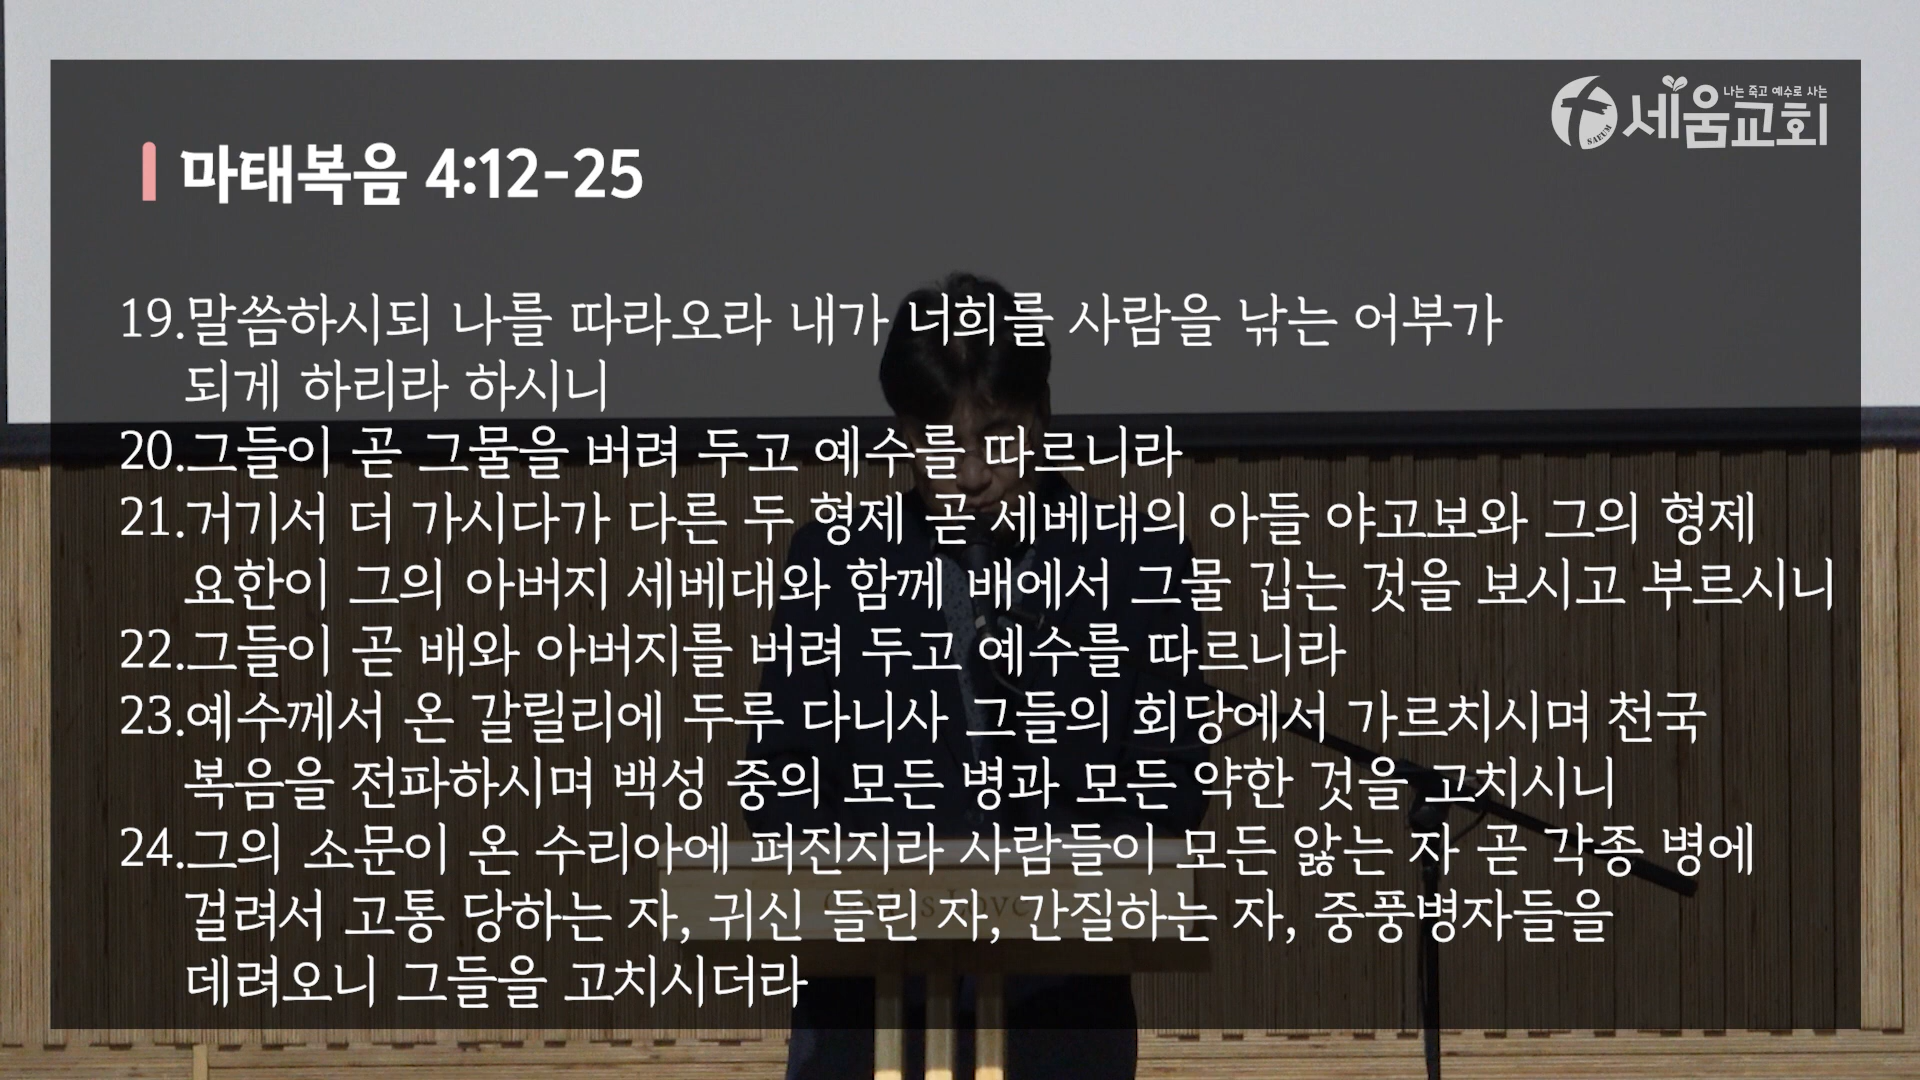 나는 죽고 예수로 사는
세움교회
SAEUM
마태복음 4:12-25
19.말씀하시되 나를 따라오라 내가 너희를 사람을 낚는 어부가
되게 하리라 하시니
20.그들이 곧 그물을 버려 두고 예수를 따르니라
21.거기서 더 가시다가 다른 두 형제 곧 세베대의 아들 야고보와 그의 형제
요한이 그의 아버지 세베대와 함께 배에서 그물 깁는 것을 보시고 부르시니
22.그들이 곧 배와 아버지를 버려 두고 예수를 따르니라
23.예수께서 온 갈릴리에 두루 다니사 그들의 회당에서 가르치시며 천국
복음을 전파하시며 백성 중의 모든 병과 모든 약한 것을 고치시니
24.그의 소문이 온 수리아에 퍼진지라 사람들이 모든 앓는 자 곧 각종 병에
걸려서 고통 당하는 자, 귀신 들린 자, 간질하는 자, 중풍병자들을
데려오니 그들을 고치시더라